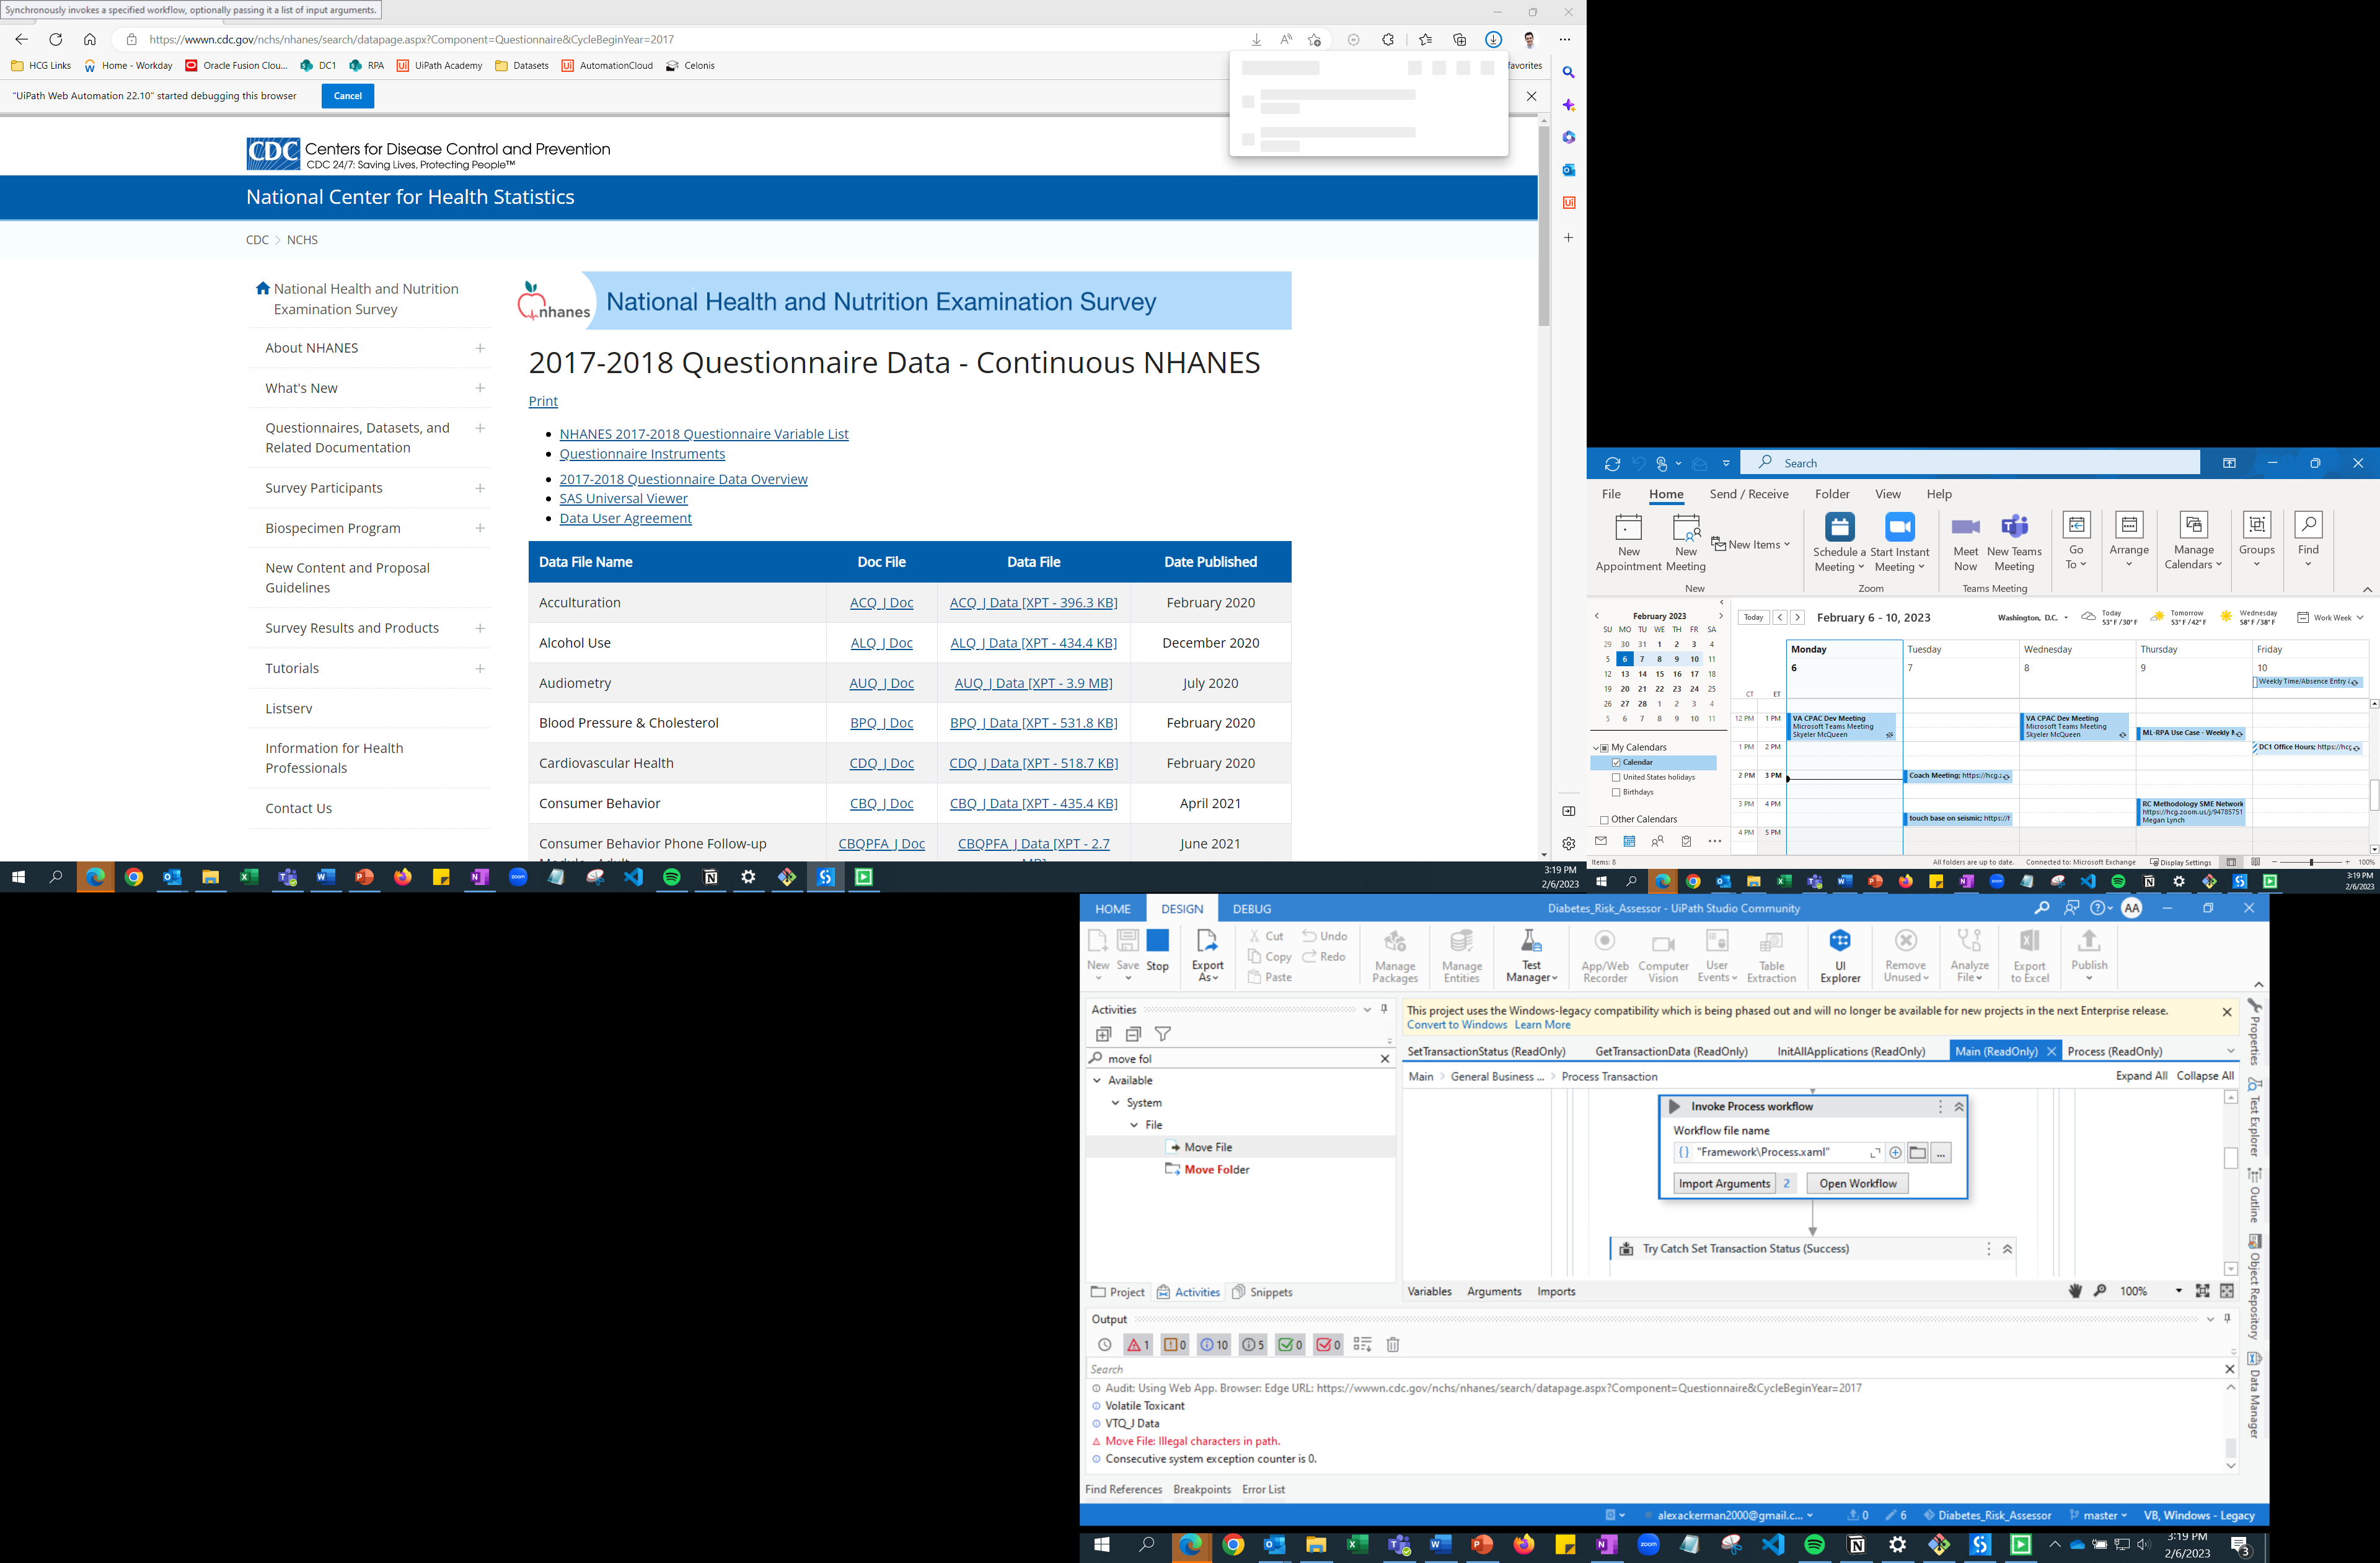 Synchronously invokes a specified workflow, optionally passing it a list of input arguments.
https://wwwn.cdc.gov/nchs/nhanes/search/datapage.aspx?Component=Questionnaire&CycleBeginYear=2017
HCG Links Home - Workday Oracle Fusion Clou... DC1 RPA UiPath Academy Datasets AutomationCloud Celonis favorites
"UiPath Web Automation 22.10" started debugging this browser Cancel
CDC Centers for Disease Control and Prevention
CDC 24/7: Saving Lives, Protecting People™
National Center for Health Statistics
CDC > NCHS
National Health and Nutrition
Examination Survey
About NHANES
What's New
Questionnaires, Datasets, and
Related Documentation
Survey Participants
Biospecimen Program
New Content and Proposal
Guidelines
Survey Results and Products
Tutorials
Listserv
Information for Health
Professionals
Contact Us
nhanes National Health and Nutrition Examination Survey
2017-2018 Questionnaire Data - Continuous NHANES
Print
NHANES 2017-2018 Questionnaire Variable List
Questionnaire Instruments
2017-2018 Questionnaire Data Overview
SAS Universal Viewer
Data User Agreement
Data File Name Doc File Data File Date Published
Acculturation ACQ_J Doc ACQ_J Data [XPT - 396.3 KB] February 2020
Alcohol Use ALQ_J Doc ALQ_J Data [XPT - 434.4 KB] December 2020
Audiometry AUQ_J Doc AUQ_J Data [XPT - 3.9 MB] July 2020
Blood Pressure & Cholesterol BPQ_J Doc BPQ_J Data [XPT - 531.8 KB] February 2020
Cardiovascular Health CDQ_J Doc CDQ_J Data [XPT - 518.7 KB] February 2020
Consumer Behavior CBQ_J Doc CBQ_J Data [XPT - 435.4 KB] April 2021
Consumer Behavior Phone Follow-up CBQPFA_J Doc CBQPFA_J Data [XPT - 2.7 June 2021
3:19 PM
2/6/2023
Search
File Home Send / Receive Folder View Help
New Appointment New Meeting New Items Schedule a Meeting Start Instant Meeting Meet Now New Teams Meeting Go To Arrange Manage Calendars Groups Find
New Zoom Teams Meeting
February 2023
SU MO TU WE TH FR SA
29 30 31 1 2 3 4
5 6 7 8 9 10 11
12 13 14 15 16 17 18
19 20 21 22 23 24 25
26 27 28 1 2 3 4
5 6 7 8 9 10 11
My Calendars
Calendar
United States holidays
Birthdays
Other Calendars
Items: 8
Today February 6 - 10, 2023 Washington, D.C. Today 53°F/30°F Tomorrow 53°F/42°F Wednesday 58°F/38°F Work Week
Monday Tuesday Wednesday Thursday Friday
6 7 8 9 10
Weekly Time/Absence Entry
CT ET
12 PM 1 PM
1 PM 2 PM
2 PM 3 PM
3 PM 4 PM
4 PM 5 PM
VA CPAC Dev Meeting
Microsoft Teams Meeting
Skyeler McQueen
Coach Meeting; https://hcg.
touch base on seismic; https://
VA CPAC Dev Meeting
Microsoft Teams Meeting
Skyeler McQueen
ML-RPA Use Case - Weekly
RC Methodology SME Network
https://hcg.zoom.us/j/94785751
Megan Lynch
DC1 Office Hours; https://hcg
All folders are up to date. Connected to: Microsoft Exchange Display Settings 100%
3:19 PM
2/6/2023
HOME DESIGN DEBUG Diabetes_Risk_Assessor - UiPath Studio Community AA
New Save Stop Export As Cut Copy Paste Undo Redo Manage Packages Manage Entities Test Manager App/Web Recorder Computer Vision User Events Table Extraction UI Explorer Remove Unused Analyze File Export to Excel Publish
Activities
move fol
Available
System
File
Move File
Move Folder
Project Activities Snippets
This project uses the Windows-legacy compatibility which is being phased out and will no longer be available for new projects in the next Enterprise release.
Convert to Windows Learn More
SetTransactionStatus (ReadOnly) GetTransactionData (ReadOnly) InitAllApplications (ReadOnly) Main (ReadOnly) Process (ReadOnly)
Main > General Business ... > Process Transaction Expand All Collapse All
Invoke Process workflow
Workflow file name
"Framework\Process.xaml" ...
Import Arguments 2 Open Workflow
Try Catch Set Transaction Status (Success)
Variables Arguments Imports 100%
Properties
Test Explorer
Outline
Object Repository
Data Manager
Output
1 0 10 5 0 0
Search
Audit: Using Web App. Browser: Edge URL: https://wwwn.cdc.gov/nchs/nhanes/search/datapage.aspx?Component=Questionnaire&CycleBeginYear=2017
Volatile Toxicant
VTQ_J Data
Move File: Illegal characters in path.
Consecutive system exception counter is 0.
Find References Breakpoints Error List
alexackerman2000@gmail.c... 0 6 Diabetes_Risk_Assessor master VB, Windows - Legacy
3:19 PM
2/6/2023
3